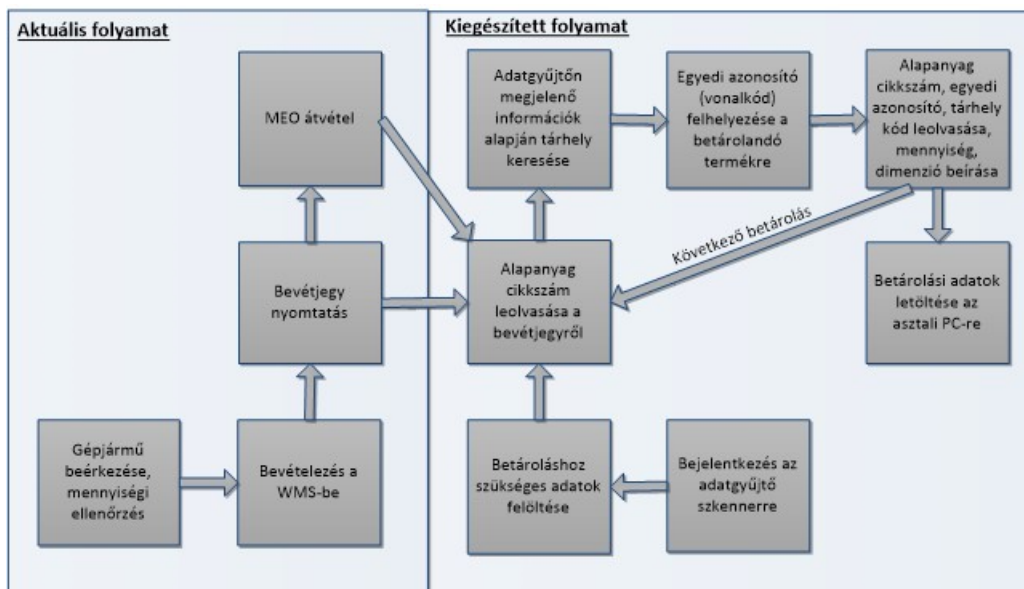 Aktuális folyamat
MEO átvétel
Bevétjegy
nyomtatás
Gépjármű
beérkezése,
mennyiségi
ellenőrzés
Bevételezés a
WMS-be
Kiegészített folyamat
Adatgyűjtőn
megjelenő
információk
alapján tárhely
keresése
Egyedi azonosító
(vonalkód)
felhelyezése a
betárolandó
termékre
Alapanyag
cikkszám, egyedi
azonosító, tárhely
kód leolvasása,
mennyiség,
dimenzió beírása
Következő betárolás
Alapanyag
cikkszám
leolvasása a
bevétjegyről
Betárolási adatok
letöltése az
asztali PC-re
Betároláshoz
szükséges adatok
felöltése
Bejelentkezés az
adatgyűjtő
szkennerre